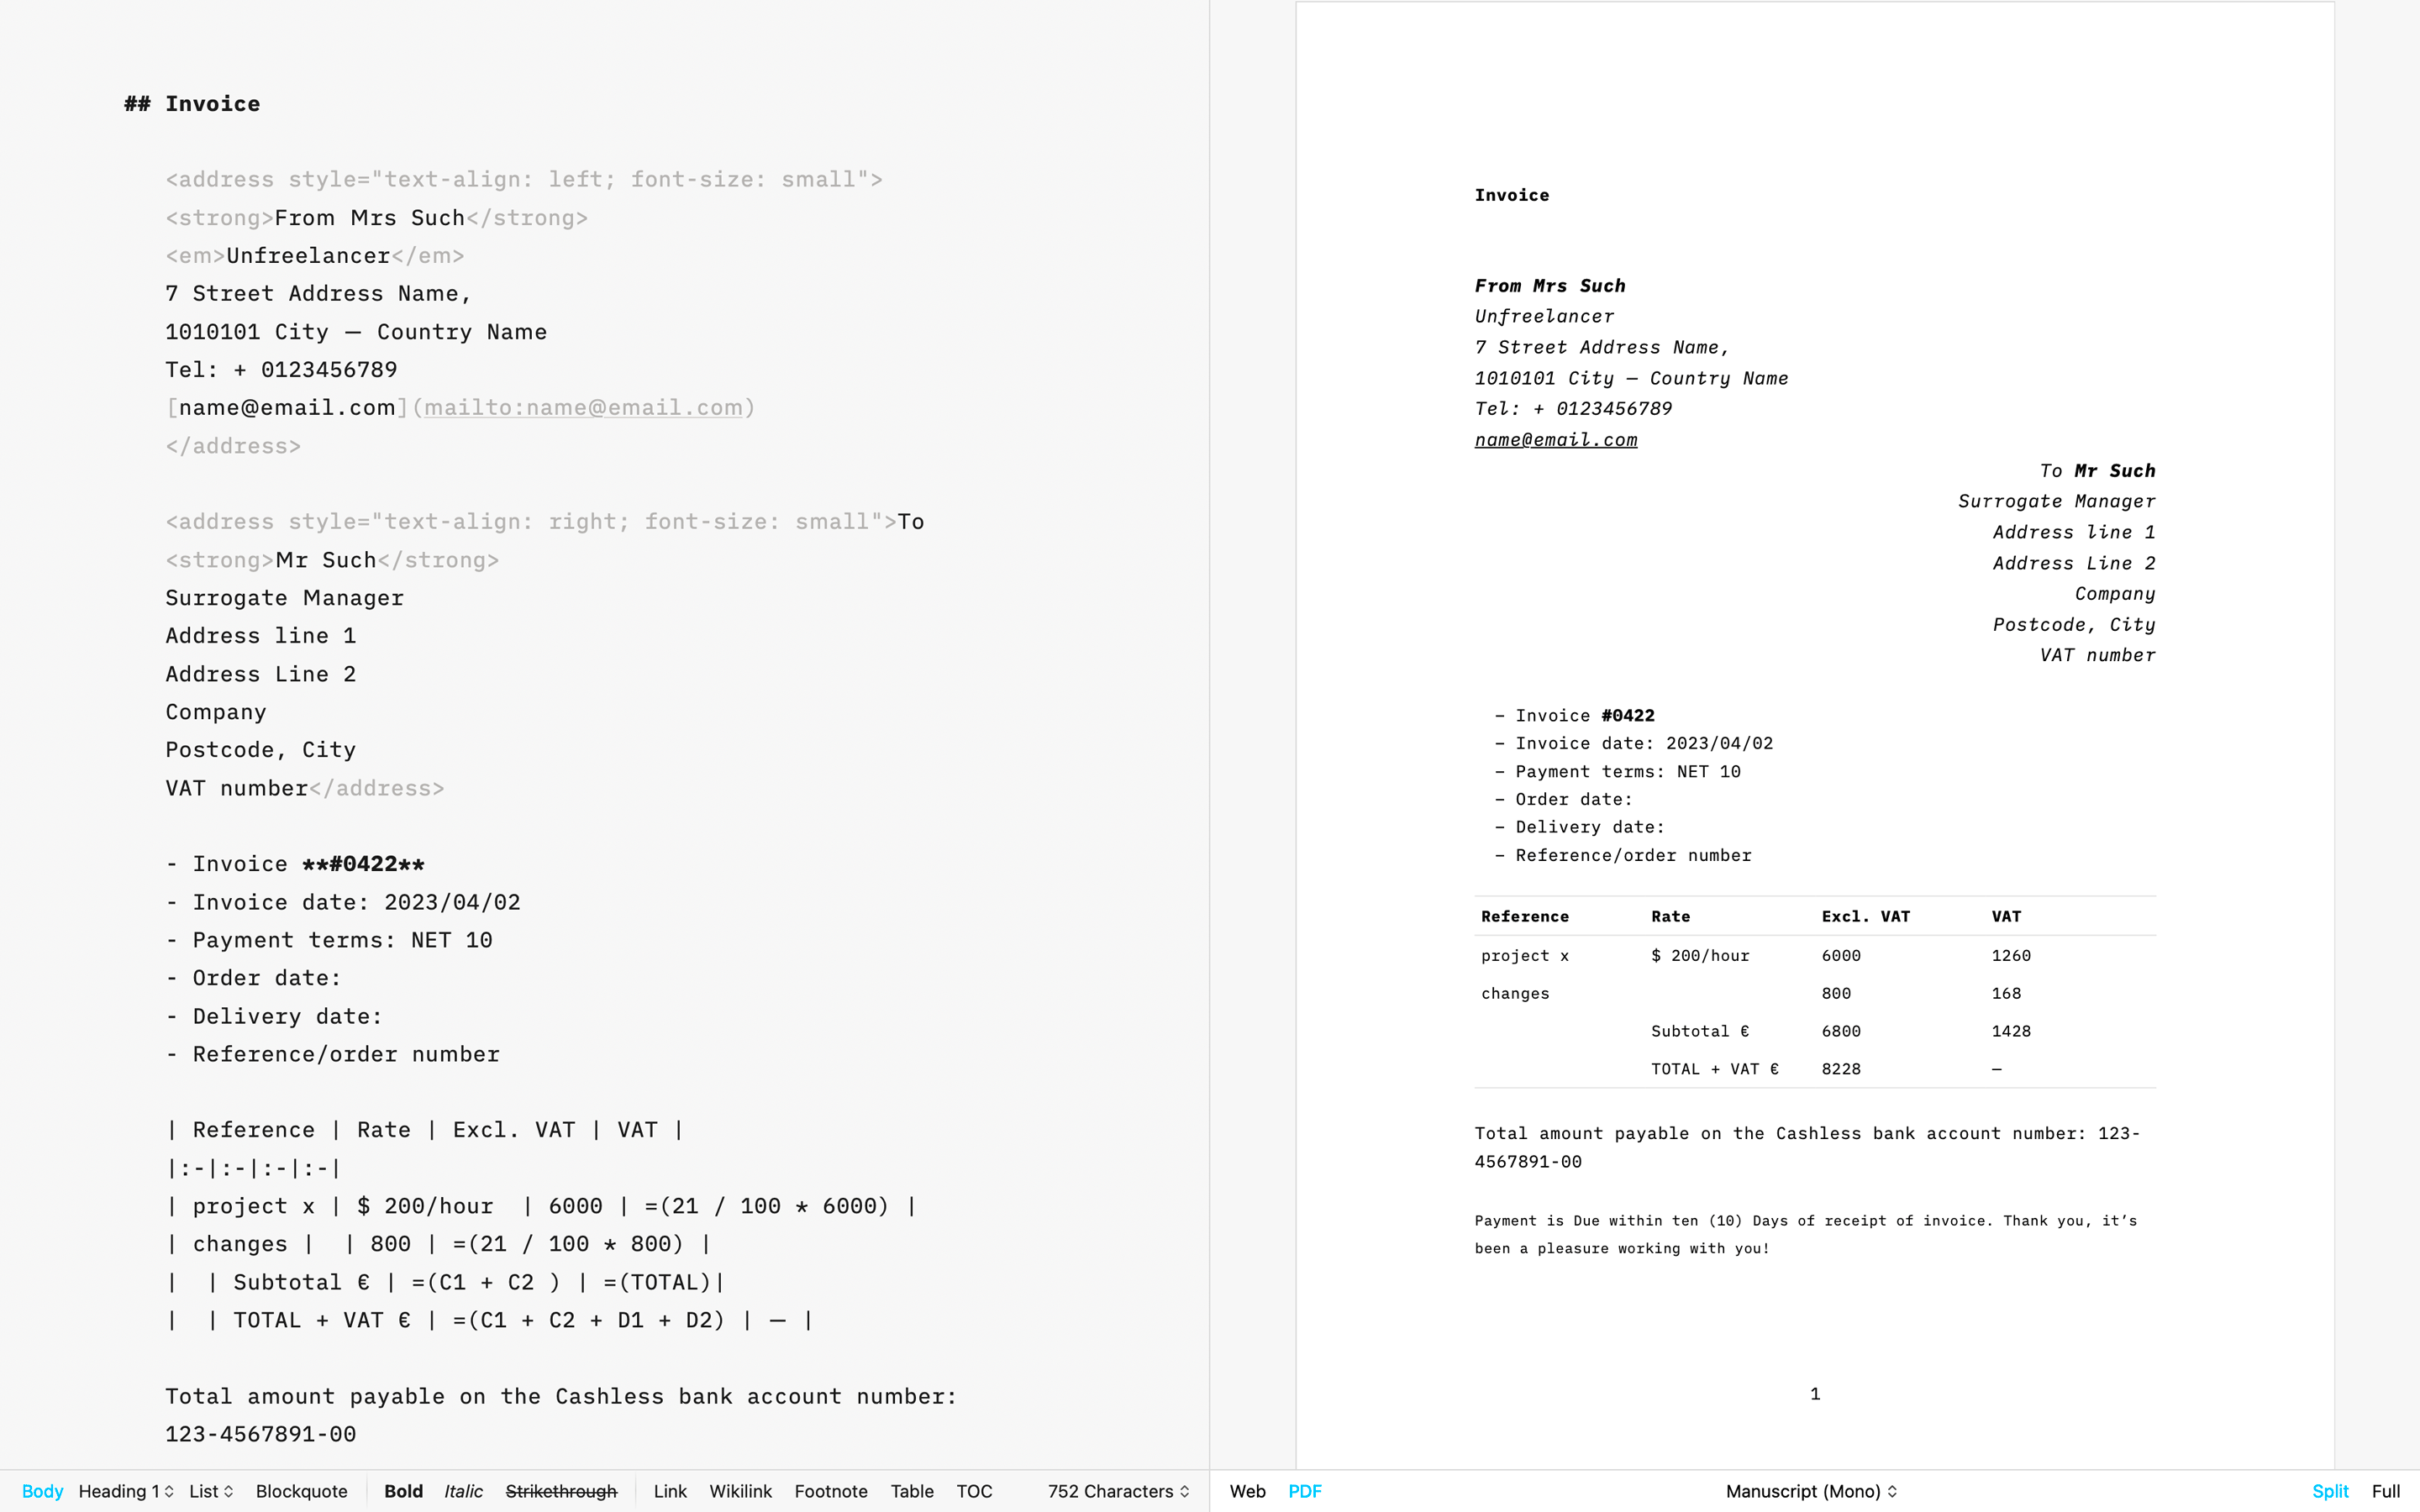 ## Invoice
<address style="text-align: left; font-size: small">
<strong>From Mrs Such</strong>
<em>Unfreelancer</em>
7 Street Address Name,
1010101 City — Country Name
Tel: + 0123456789
[name@email.com](mailto:name@email.com)
</address>
<address style="text-align: right; font-size: small">To
<strong>Mr Such</strong>
Surrogate Manager
Address line 1
Address Line 2
Company
Postcode, City
VAT number</address>
- Invoice **#0422**
- Invoice date: 2023/04/02
- Payment terms: NET 10
- Order date:
- Delivery date:
- Reference/order number
| Reference | Rate | Excl. VAT | VAT |
|:-|:-|:-|:-|
| project x | $ 200/hour  | 6000 | =(21 / 100 * 6000) |
| changes |  | 800 | =(21 / 100 * 800) |
|  | Subtotal € | =(C1 + C2 ) | =(TOTAL)|
|  | TOTAL + VAT € | =(C1 + C2 + D1 + D2) | — |
Total amount payable on the Cashless bank account number:
123-4567891-00
Body Heading 1 List Blockquote Bold Italic Strikethrough Link Wikilink Footnote Table TOC 752 Characters
Invoice
From Mrs Such
Unfreelancer
7 Street Address Name,
1010101 City — Country Name
Tel: + 0123456789
name@email.com
To Mr Such
Surrogate Manager
Address line 1
Address Line 2
Company
Postcode, City
VAT number
– Invoice #0422
– Invoice date: 2023/04/02
– Payment terms: NET 10
– Order date:
– Delivery date:
– Reference/order number
Reference Rate Excl. VAT VAT
project x $ 200/hour 6000 1260
changes 800 168
Subtotal € 6800 1428
TOTAL + VAT € 8228 —
Total amount payable on the Cashless bank account number: 123-
4567891-00
Payment is Due within ten (10) Days of receipt of invoice. Thank you, it’s
been a pleasure working with you!
1
Web PDF Manuscript (Mono) Split Full